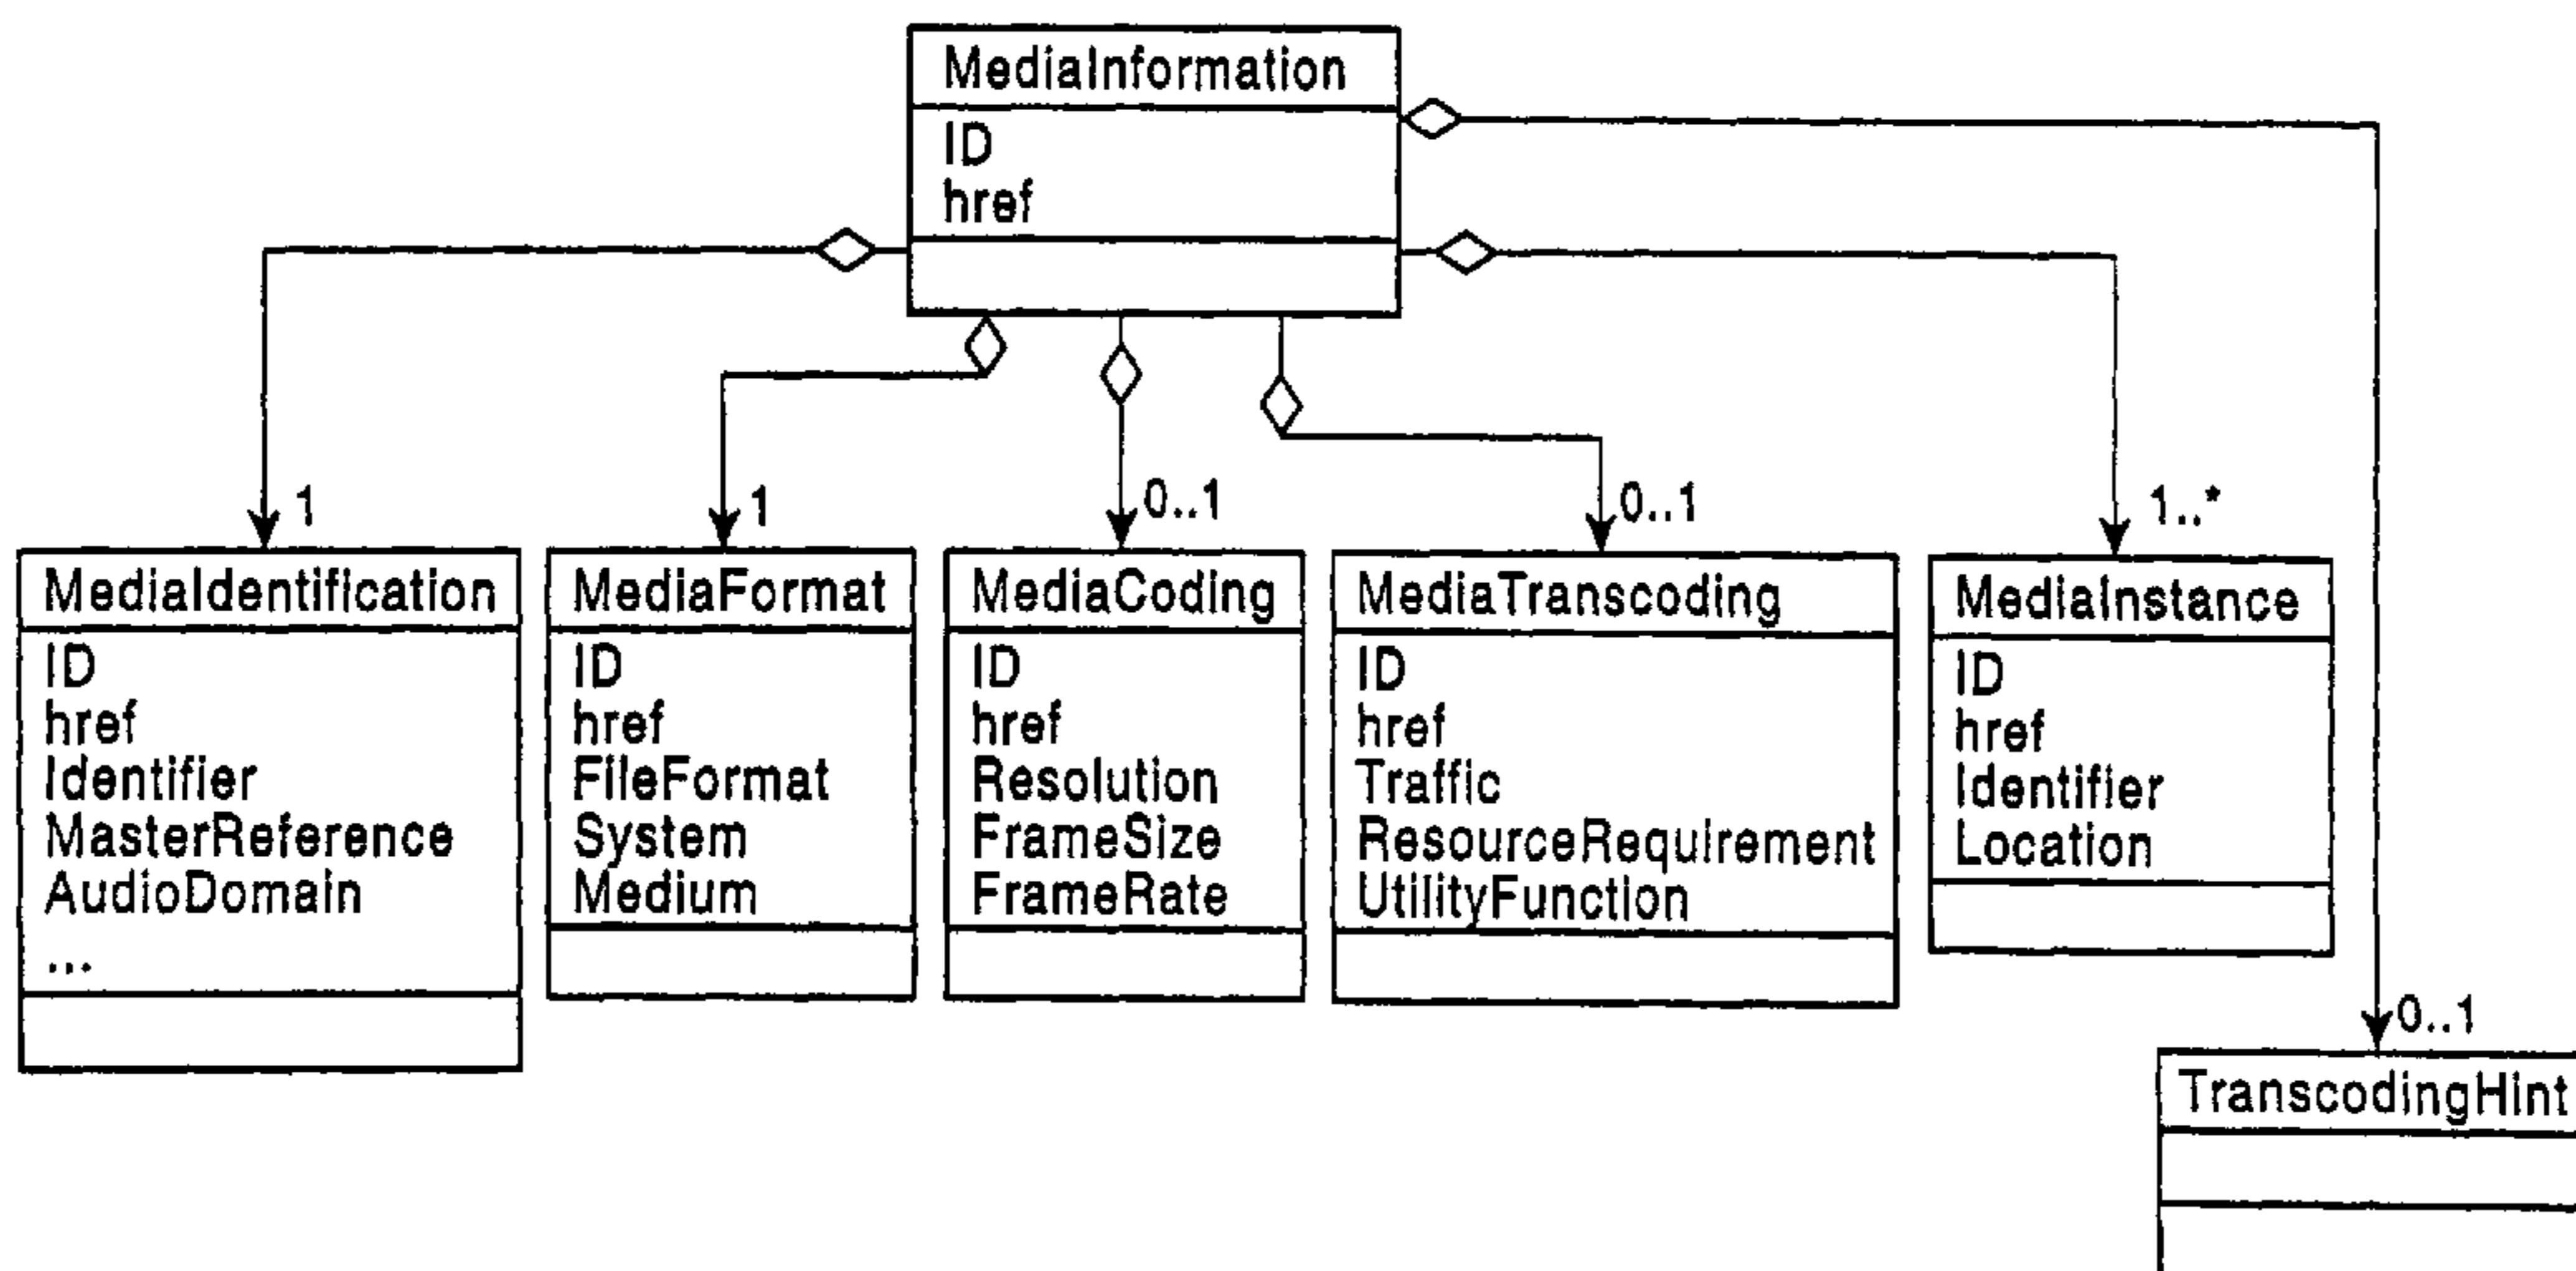 MediaInformation
ID
href
1
1
0..1
0..1
1..*
MediaIdentification
ID
href
Identifier
MasterReference
AudioDomain
...
MediaFormat
ID
href
FileFormat
System
Medium
MediaCoding
ID
href
Resolution
FrameSize
FrameRate
MediaTranscoding
ID
href
Traffic
ResourceRequirement
UtilityFunction
MediaInstance
ID
href
Identifier
Location
0..1
TranscodingHint